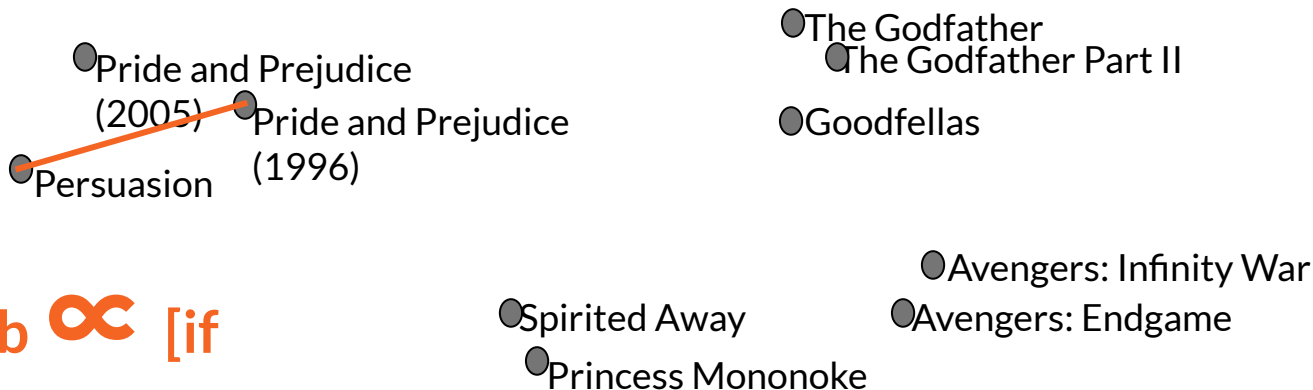 The Godfather
The Godfather Part II
Pride and Prejudice
(2005)
Pride and Prejudice
(1996)
Goodfellas
Persuasion
Avengers: Infinity War
Spirited Away
Avengers: Endgame
b ∝ [if
Princess Mononoke